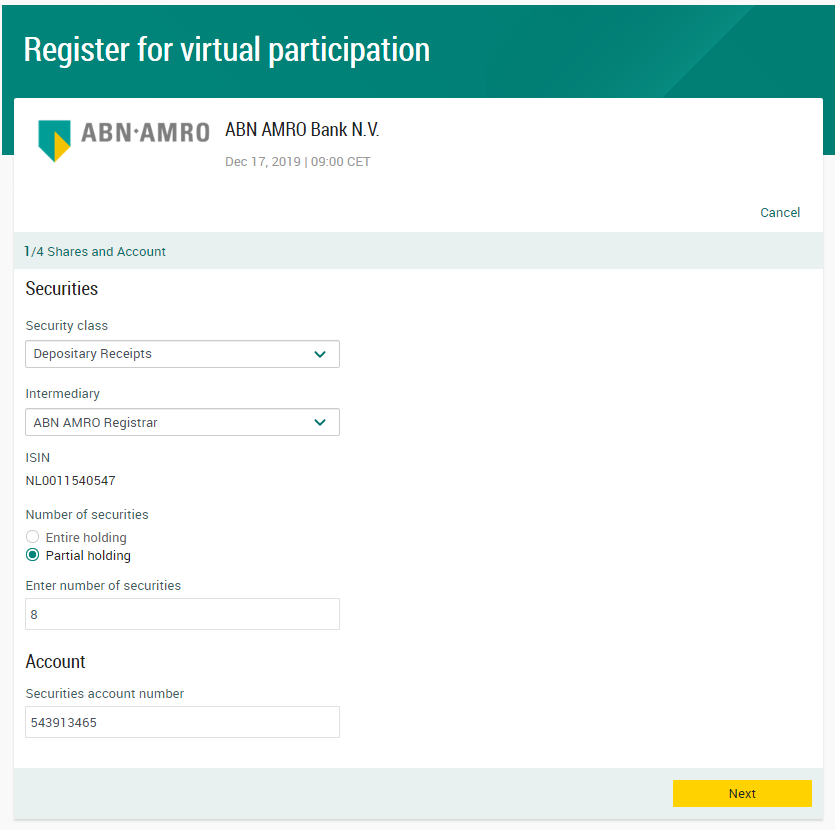 Register for virtual participation
ABN·AMRO
ABN AMRO Bank N.V.
Dec 17, 2019 | 09:00 CET
Cancel
1/4 Shares and Account
Securities
Security class
Depositary Receipts
Intermediary
ABN AMRO Registrar
ISIN
NL0011540547
Number of securities
Entire holding
Partial holding
Enter number of securities
8
Account
Securities account number
543913465
Next